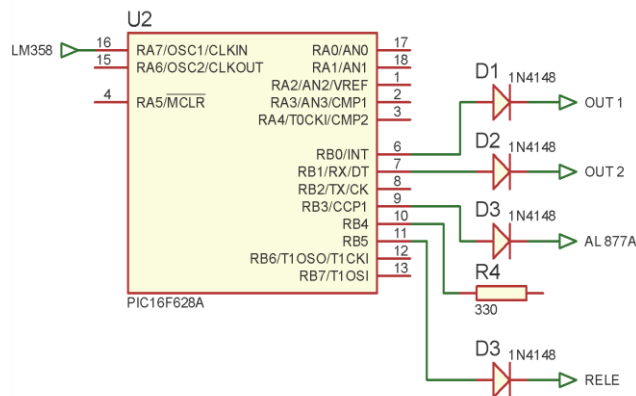 U2
LM358
16
RA7/OSC1/CLKIN
RA0/AN0
17
15
RA6/OSC2/CLKOUT
RA1/AN1
18
RA2/AN2/VREF
1
4
RA5/MCLR
RA3/AN3/CMP1
2
RA4/T0CKI/CMP2
3
D1
1N4148
OUT 1
RB0/INT
6
RB1/RX/DT
7
D2
1N4148
OUT 2
RB2/TX/CK
8
RB3/CCP1
9
RB4
10
D3
1N4148
AL 877A
RB5
11
RB6/T1OSO/T1CKI
12
RB7/T1OSI
13
R4
330
PIC16F628A
D3
1N4148
RELE